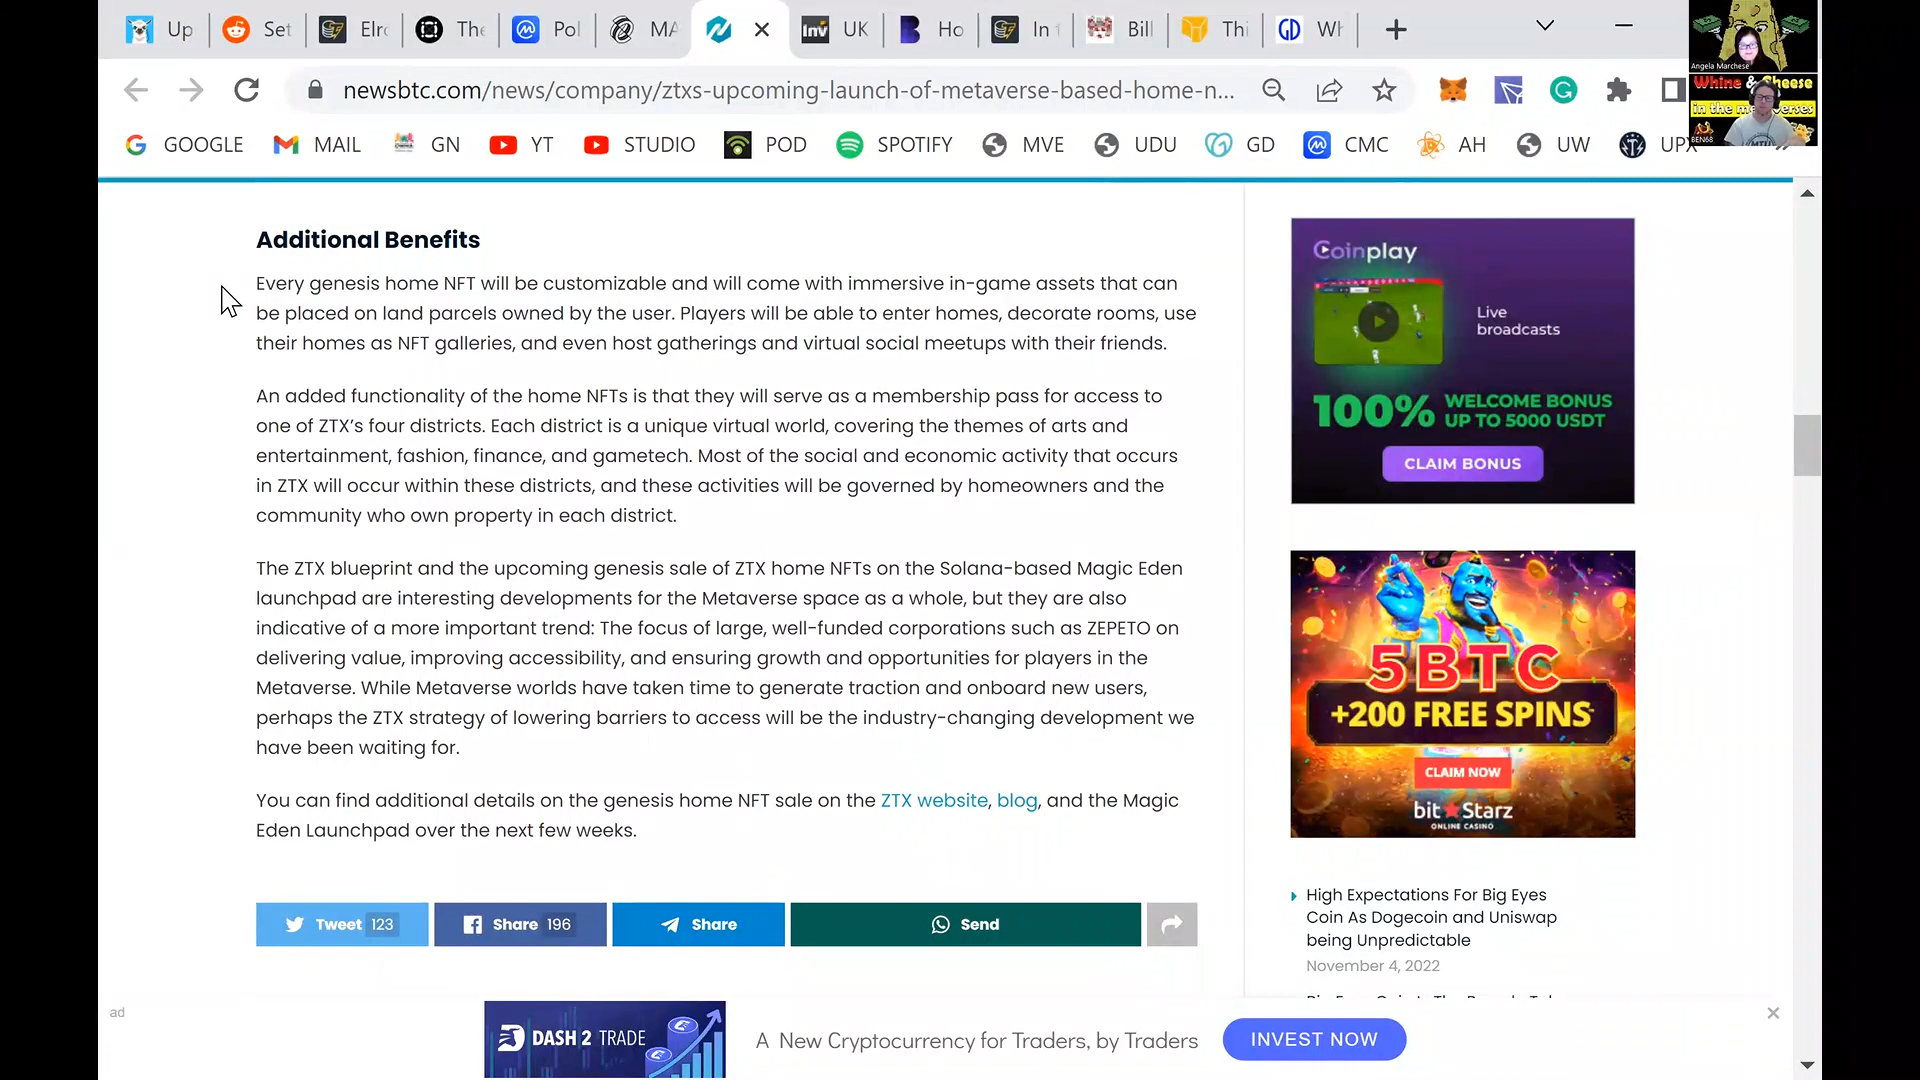 Up
Set
Elro
The
Pol
MA
Inv UK
Ho
In
Bill
Thi
GD Wh
newsbtc.com/news/company/ztxs-upcoming-launch-of-metaverse-based-home-n...
Angela Marchese
Whine & Cheese
in the metaverses
BEN68
GOOGLE MAIL GN YT STUDIO POD SPOTIFY MVE UDU GD CMC AH UW UPX
Additional Benefits
Every genesis home NFT will be customizable and will come with immersive in-game assets that can
be placed on land parcels owned by the user. Players will be able to enter homes, decorate rooms, use
their homes as NFT galleries, and even host gatherings and virtual social meetups with their friends.
An added functionality of the home NFTs is that they will serve as a membership pass for access to
one of ZTX’s four districts. Each district is a unique virtual world, covering the themes of arts and
entertainment, fashion, finance, and gametech. Most of the social and economic activity that occurs
in ZTX will occur within these districts, and these activities will be governed by homeowners and the
community who own property in each district.
The ZTX blueprint and the upcoming genesis sale of ZTX home NFTs on the Solana-based Magic Eden
launchpad are interesting developments for the Metaverse space as a whole, but they are also
indicative of a more important trend: The focus of large, well-funded corporations such as ZEPETO on
delivering value, improving accessibility, and ensuring growth and opportunities for players in the
Metaverse. While Metaverse worlds have taken time to generate traction and onboard new users,
perhaps the ZTX strategy of lowering barriers to access will be the industry-changing development we
have been waiting for.
You can find additional details on the genesis home NFT sale on the ZTX website, blog, and the Magic
Eden Launchpad over the next few weeks.
Tweet 123
Share 196
Share
Send
Coinplay
Live
broadcasts
100% WELCOME BONUS
UP TO 5000 USDT
CLAIM BONUS
5BTC
+200 FREE SPINS
CLAIM NOW
bitStarz
ONLINE CASINO
High Expectations For Big Eyes
Coin As Dogecoin and Uniswap
being Unpredictable
November 4, 2022
ad
DASH 2 TRADE
A New Cryptocurrency for Traders, by Traders
INVEST NOW